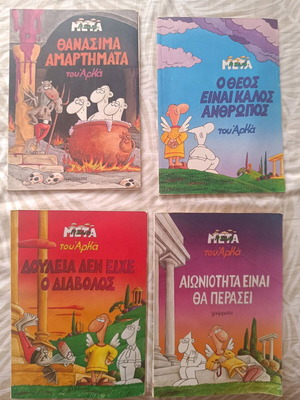 ΜΕΤΑ
ΘΑΝΑΣΙΜΑ
ΑΜΑΡΤΗΜΑΤΑ
του Αρκά
ΜΕΤΑ
Ο ΘΕΟΣ
ΕΙΝΑΙ ΚΑΛΟΣ
ΑΝΘΡΩΠΟΣ
του Αρκά
ΜΕΤΑ
του Αρκά
ΔΟΥΛΕΙΑ ΔΕΝ ΕΙΧΕ
Ο ΔΙΑΒΟΛΟΣ
ΜΕΤΑ
του Αρκά
ΑΙΩΝΙΟΤΗΤΑ ΕΙΝΑΙ
ΘΑ ΠΕΡΑΣΕΙ
γράμματα